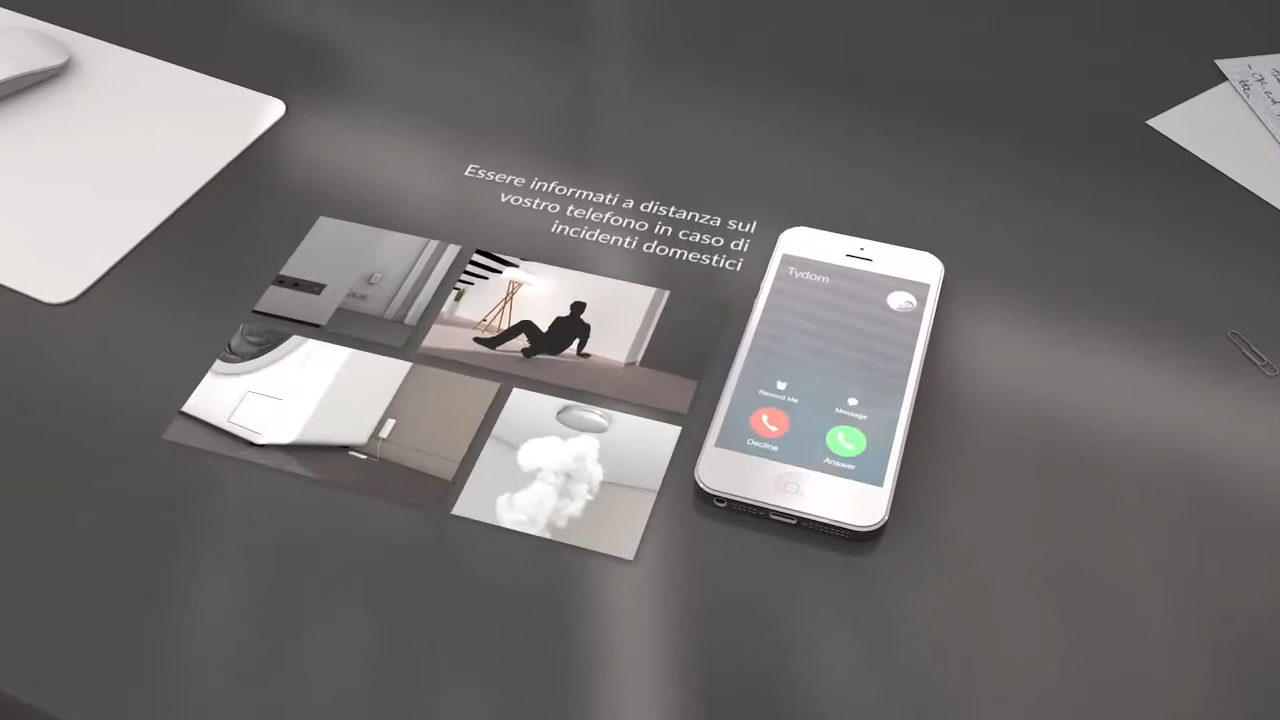 Essere informati a distanza sul
vostro telefono in caso di
incidenti domestici
Tydom
Remind Me
Message
Decline
Answer